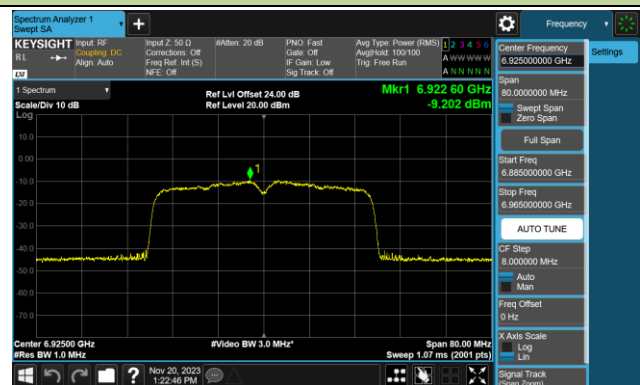 Spectrum Analyzer 1
Swept SA
Frequency
KEYSIGHT
RL
LW
Input: RF
Coupling: DC
Align: Auto
Input Z: 50 Ω
Corrections: Off
Freq Ref: Int (S)
NFE: Off
#Atten: 20 dB
PNO: Fast
Gate: Off
IF Gain: Low
Sig Track: Off
Avg Type: Power (RMS)
Avg|Hold: 100/100
Trig: Free Run
1 2 3 4 5 6
A W W W W W
A N N N N N
1 Spectrum
Scale/Div 10 dB
Log
Ref Lvl Offset 24.00 dB
Ref Level 20.00 dBm
Mkr1 6.922 60 GHz
-9.202 dBm
10.0
0.00
-10.0
-20.0
-30.0
-40.0
-50.0
-60.0
-70.0
1
Center 6.92500 GHz
#Res BW 1.0 MHz
#Video BW 3.0 MHz*
Span 80.00 MHz
Sweep 1.07 ms (2001 pts)
Center Frequency
6.925000000 GHz
Settings
Span
80.0000000 MHz
Swept Span
Zero Span
Full Span
Start Freq
6.885000000 GHz
Stop Freq
6.965000000 GHz
AUTO TUNE
CF Step
8.000000 MHz
Auto
Man
Freq Offset
0 Hz
X Axis Scale
Log
Lin
Signal Track
(Span Zoom)
Nov 20, 2023
1:22:46 PM